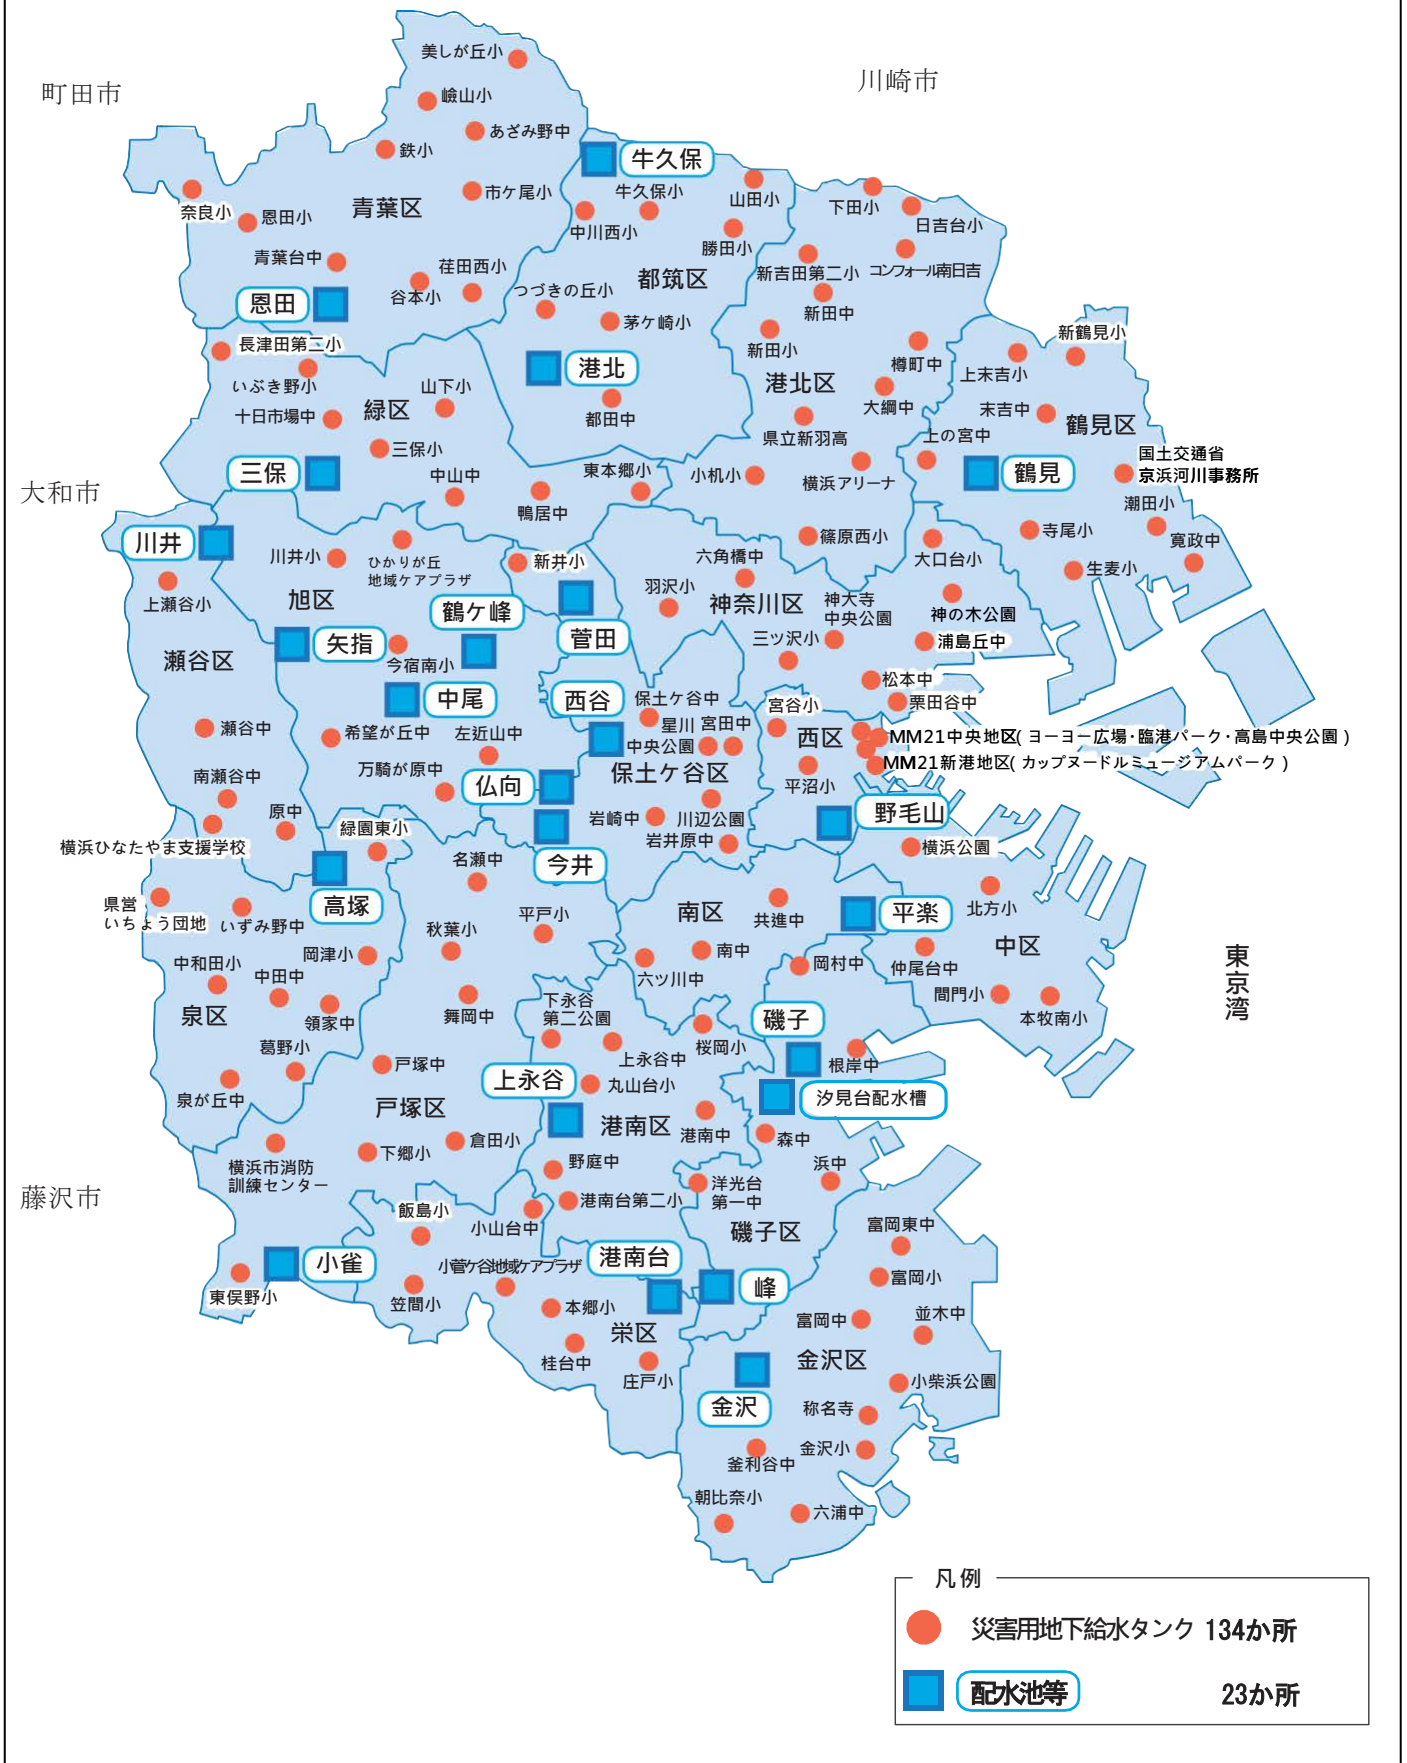 町田市
川崎市
美しが丘小
嶮山小
あざみ野中
鉄小
市ケ尾小
奈良小
恩田小
青葉区
青葉台中
荏田西小
谷本小
恩田
牛久保
牛久保小
山田小
中川西小
勝田小
都筑区
つづきの丘小
茅ケ崎小
港北
都田中
下田小
日吉台小
新吉田第二小
コンフォール南日吉
新田中
新田小
樽町中
港北区
大綱中
県立新羽高
小机小
横浜アリーナ
篠原西小
新鶴見小
上末吉小
末吉中
鶴見区
上の宮中
鶴見
国土交通省
京浜河川事務所
潮田小
寺尾小
寛政中
生麦小
長津田第二小
いぶき野小
山下小
十日市場中
緑区
三保小
三保
中山中
東本郷小
鴨居中
大和市
川井
川井小
ひかりが丘
地域ケアプラザ
新井小
上瀬谷小
旭区
鶴ケ峰
菅田
矢指
今宿南小
瀬谷区
中尾
西谷
瀬谷中
希望が丘中
左近山中
万騎が原中
南瀬谷中
原中
仏向
今井
横浜ひなたやま支援学校
六角橋中
大口台小
羽沢小
神奈川区
神大寺
中央公園
神の木公園
三ツ沢小
浦島丘中
松本中
栗田谷中
保土ケ谷中
星川
中央公園
宮田中
保土ケ谷区
岩崎中
川辺公園
岩井原中
宮谷小
西区
平沼小
MM21中央地区(ヨーヨー広場・臨港パーク・高島中央公園)
MM21新港地区(カップヌードルミュージアムパーク)
野毛山
横浜公園
緑園東小
高塚
県営
いちょう団地
いずみ野中
岡津小
中和田小
中田中
泉区
領家中
葛野小
泉が丘中
名瀬中
平戸小
秋葉小
舞岡中
戸塚中
戸塚区
下郷小
倉田小
横浜市消防
訓練センター
南区
共進中
南中
六ツ川中
平楽
北方小
中区
仲尾台中
間門小
本牧南小
東京湾
岡村中
磯子
根岸中
汐見台配水槽
下永谷
第二公園
上永谷中
桜岡小
上永谷
丸山台小
港南区
港南中
野庭中
港南台第二小
森中
浜中
洋光台
第一中
磯子区
藤沢市
飯島小
小山台中
小雀
東俣野小
笠間小
小菅ケ谷地域ケアプラザ
港南台
峰
本郷小
栄区
桂台中
庄戸小
富岡東中
富岡小
富岡中
並木中
金沢区
小柴浜公園
金沢
称名寺
釜利谷中
金沢小
朝比奈小
六浦中
凡例
災害用地下給水タンク 134か所
配水池等 23か所